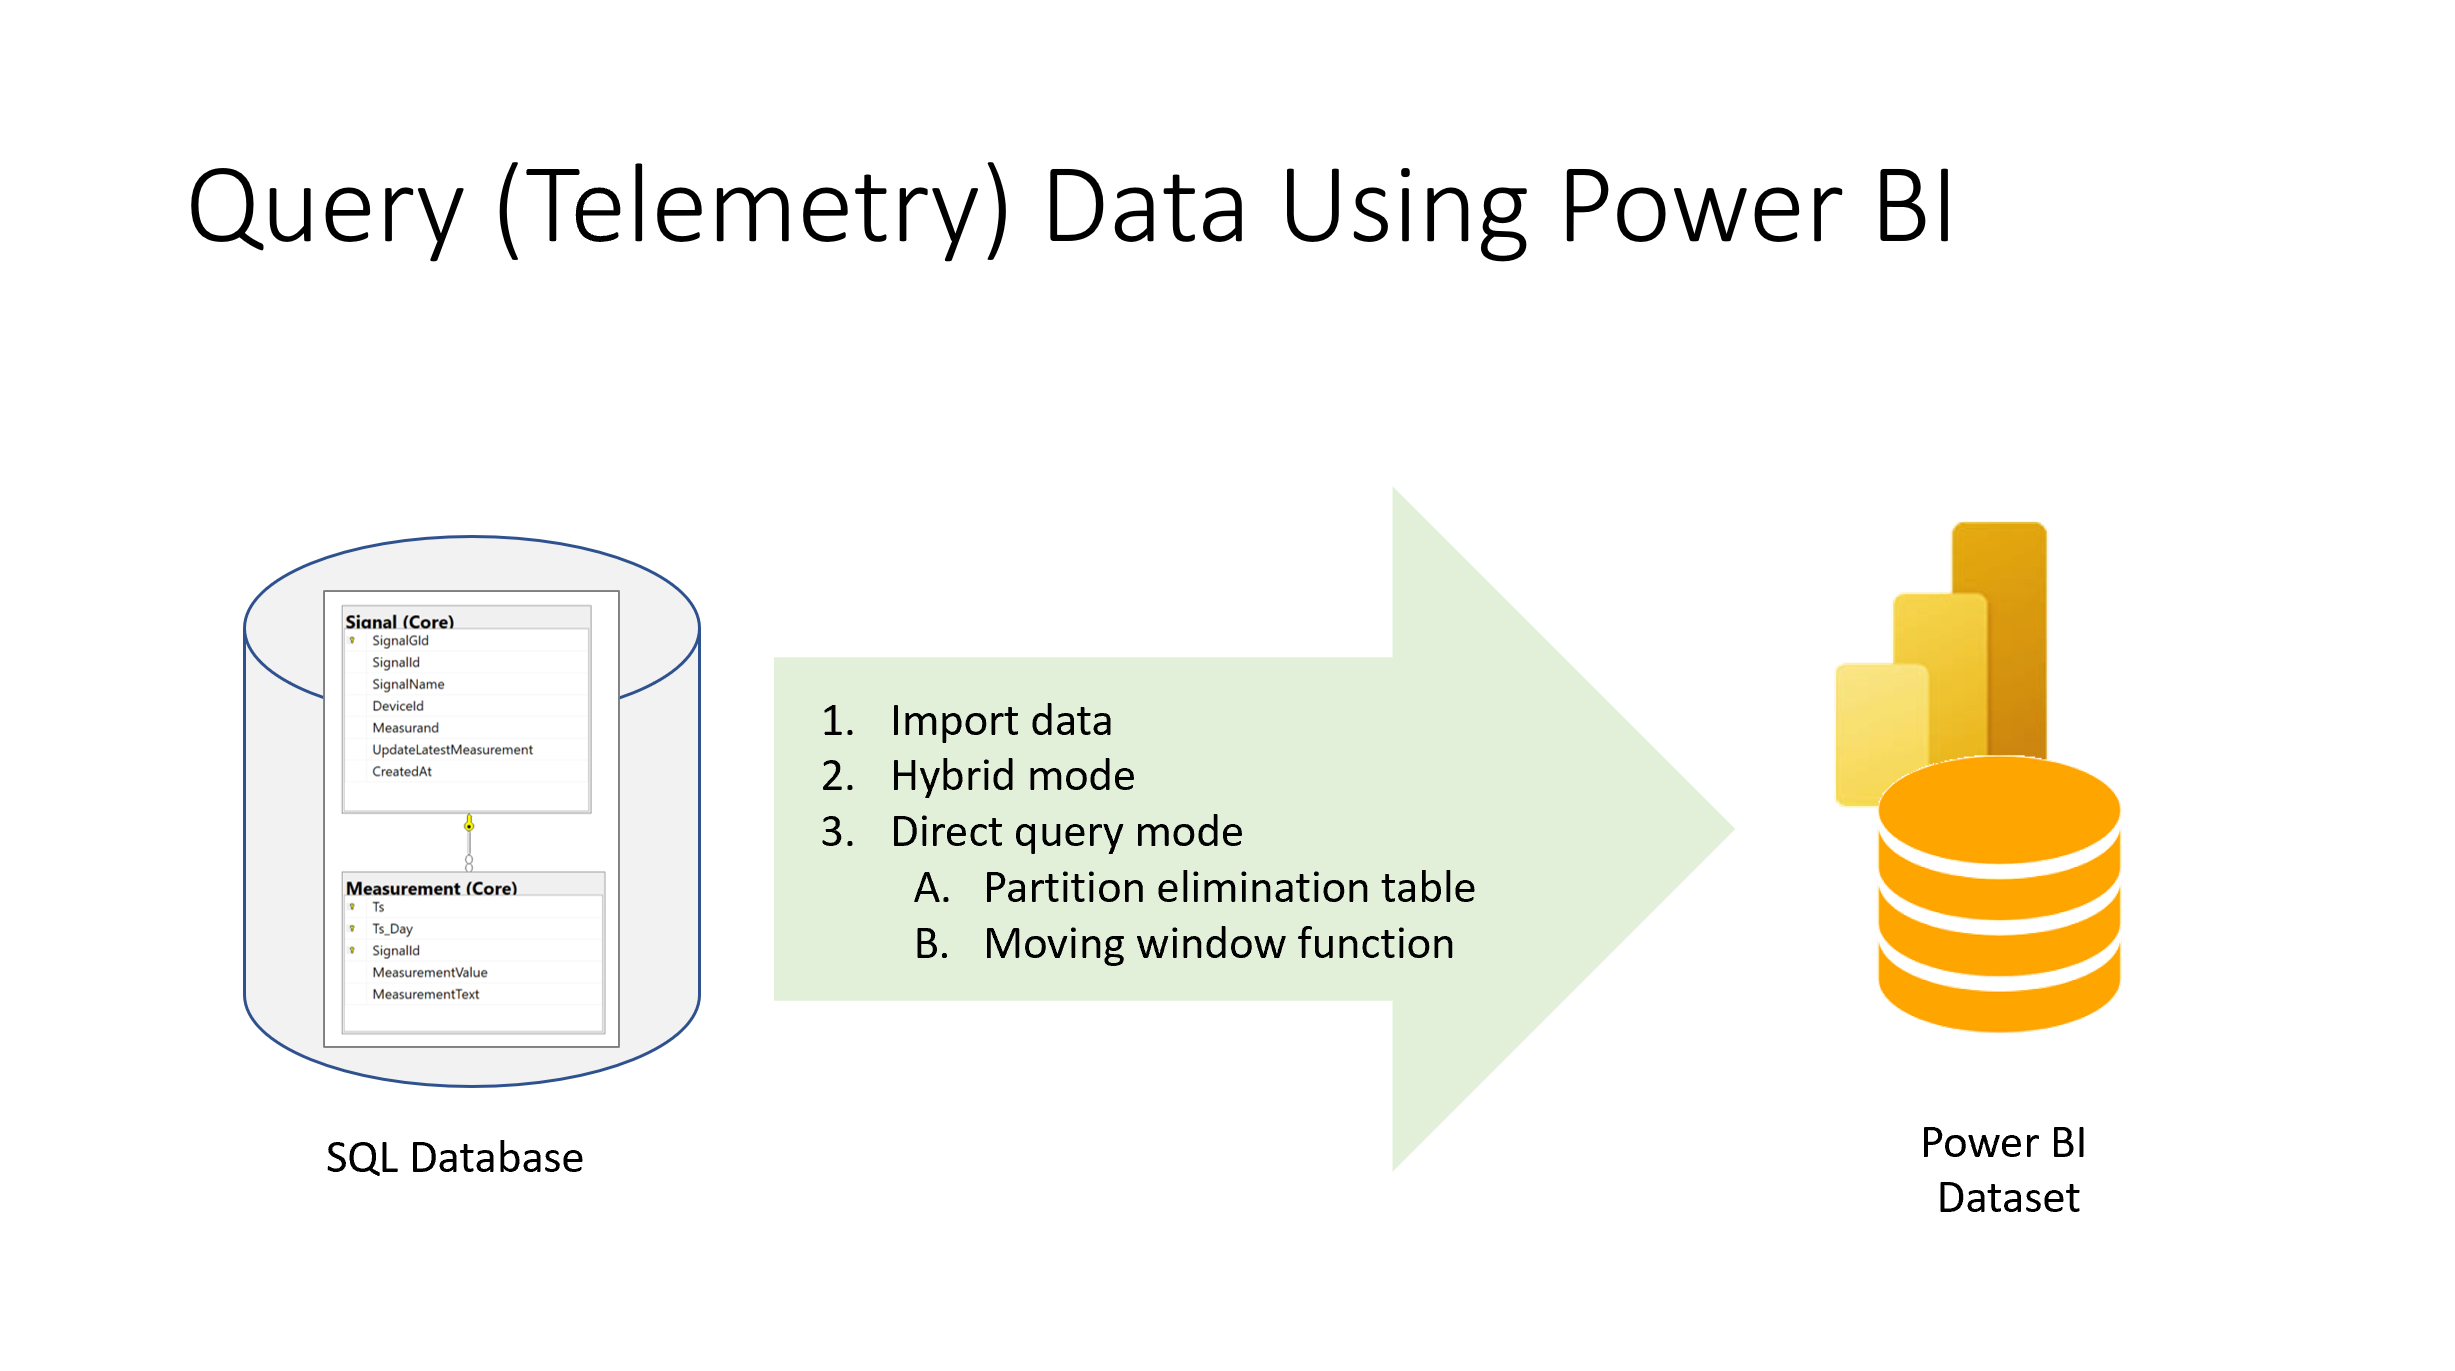 Query (Telemetry) Data Using Power BI
Signal (Core)
SignalGId
SignalId
SignalName
DeviceId
Measurand
UpdateLatestMeasurement
CreatedAt
Measurement (Core)
Ts
Ts_Day
SignalId
MeasurementValue
MeasurementText
SQL Database
1. Import data
2. Hybrid mode
3. Direct query mode
A. Partition elimination table
B. Moving window function
Power BI
Dataset